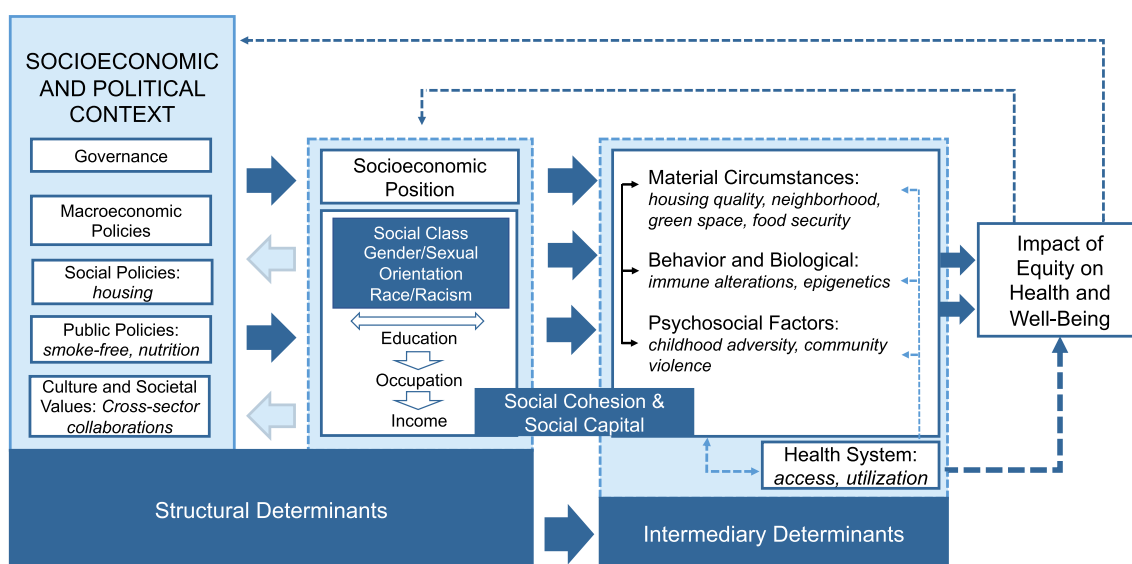 SOCIOECONOMIC
AND POLITICAL
CONTEXT
Governance
Macroeconomic
Policies
Social Policies:
housing
Public Policies:
smoke-free, nutrition
Culture and Societal
Values: Cross-sector
collaborations
Socioeconomic
Position
Social Class
Gender/Sexual
Orientation
Race/Racism
Education
Occupation
Income
Social Cohesion &
Social Capital
Material Circumstances:
housing quality, neighborhood,
green space, food security
Behavior and Biological:
immune alterations, epigenetics
Psychosocial Factors:
childhood adversity, community
violence
Health System:
access, utilization
Impact of
Equity on
Health and
Well-Being
Structural Determinants
Intermediary Determinants